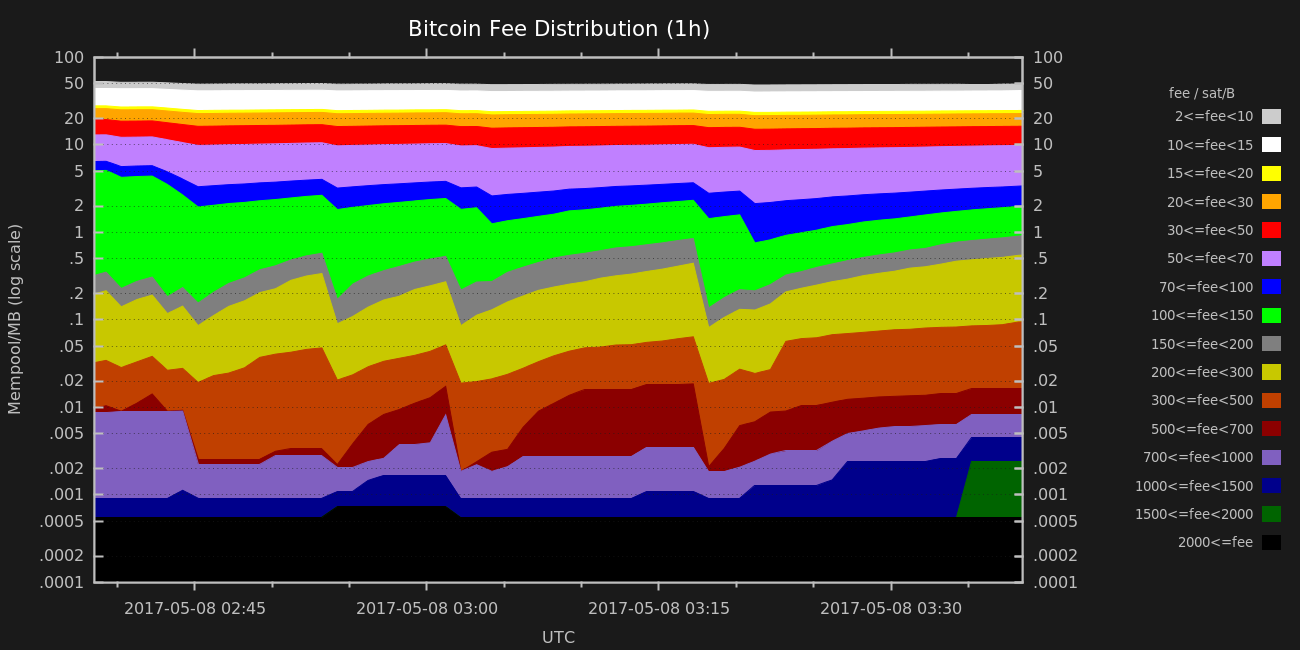 Bitcoin Fee Distribution (1h)
Mempool/MB (log scale)
100 100
50 50
20 20
10 10
5 5
2 2
1 1
.5 .5
.2 .2
.1 .1
.05 .05
.02 .02
.01 .01
.005 .005
.002 .002
.001 .001
.0005 .0005
.0002 .0002
.0001 .0001
2017-05-08 02:45 2017-05-08 03:00 2017-05-08 03:15 2017-05-08 03:30
UTC
fee / sat/B
2<=fee<10
10<=fee<15
15<=fee<20
20<=fee<30
30<=fee<50
50<=fee<70
70<=fee<100
100<=fee<150
150<=fee<200
200<=fee<300
300<=fee<500
500<=fee<700
700<=fee<1000
1000<=fee<1500
1500<=fee<2000
2000<=fee